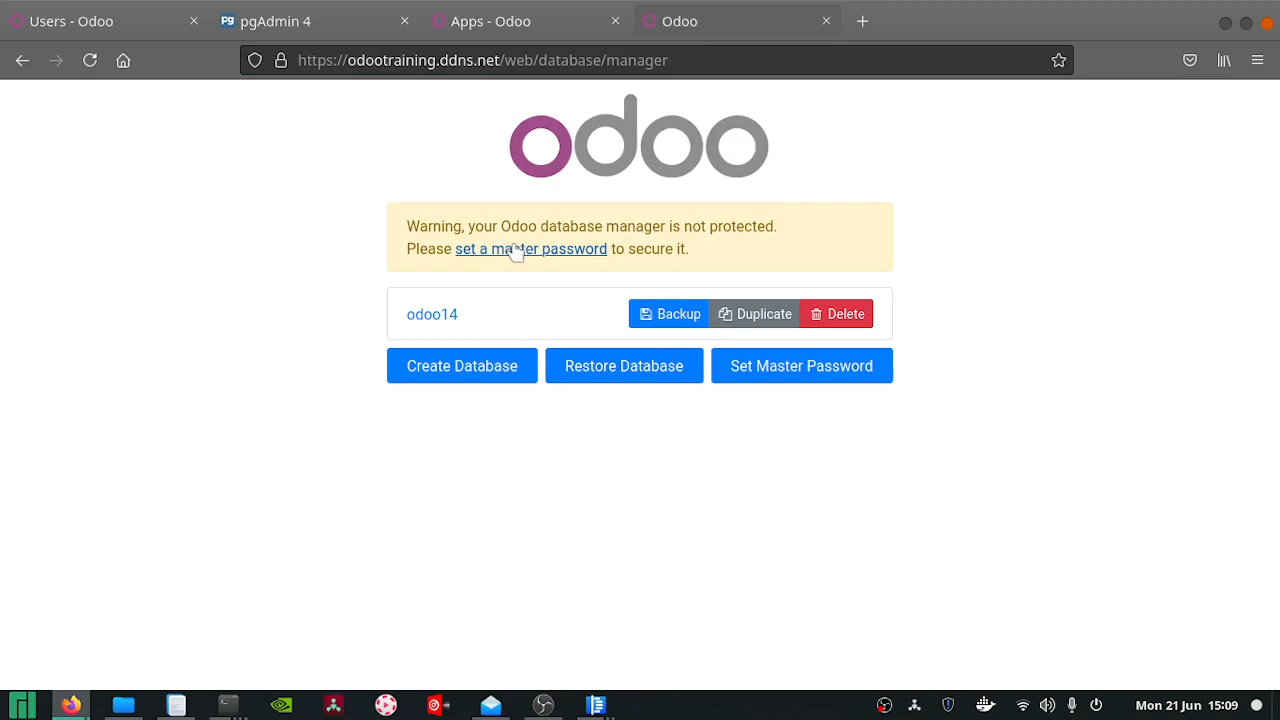 Users - Odoo
pgAdmin 4
Apps - Odoo
Odoo
https://odootraining.ddns.net/web/database/manager
odoo
Warning, your Odoo database manager is not protected.
Please set a master password to secure it.
odoo14
Backup
Duplicate
Delete
Create Database
Restore Database
Set Master Password
Mon 21 Jun 15:09